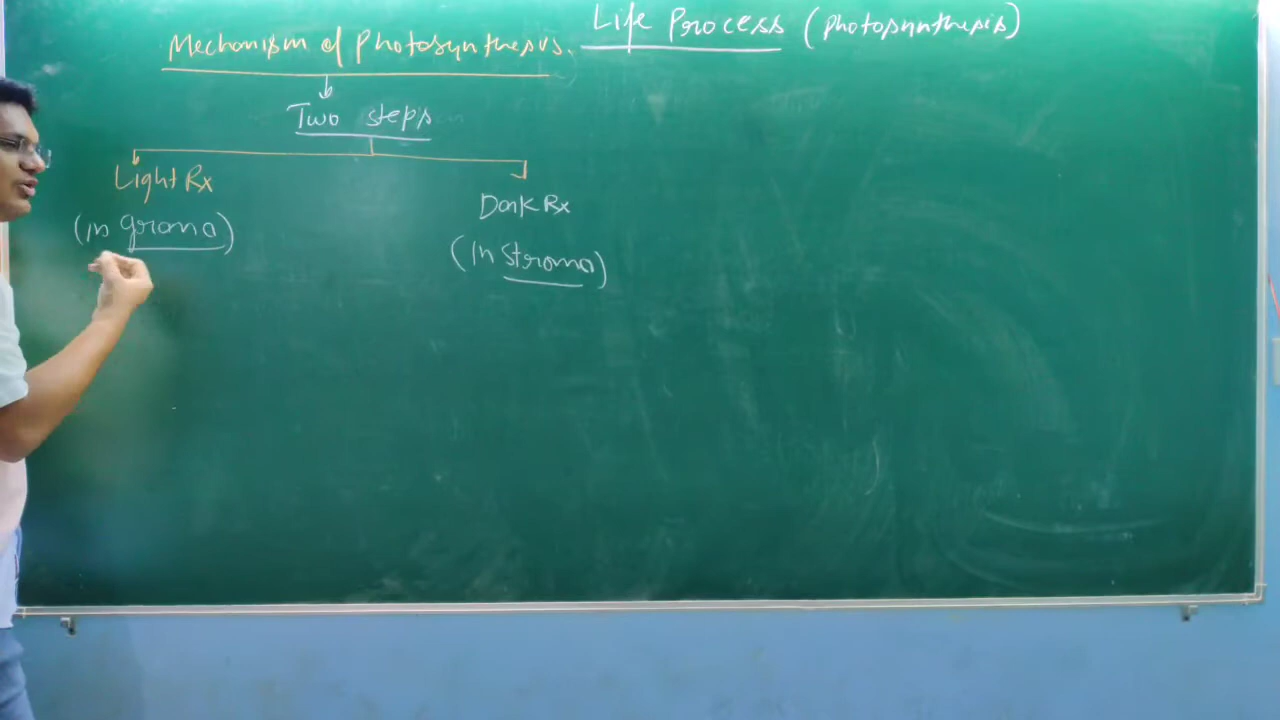 Life Process (Photosynthesis)
Mechanism of Photosynthesis.
Two steps
Light Rx
(in grana)
Dark Rx
(In Stroma)